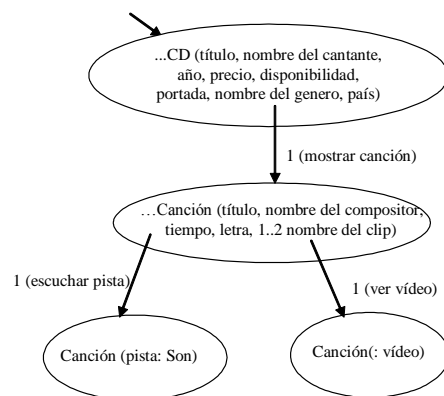 ...CD (título, nombre del cantante,
año, precio, disponibilidad,
portada, nombre del genero, país)
1 (mostrar canción)
…Canción (título, nombre del compositor,
tiempo, letra, 1..2 nombre del clip)
1 (escuchar pista)
1 (ver vídeo)
Canción (pista: Son)
Canción(: vídeo)